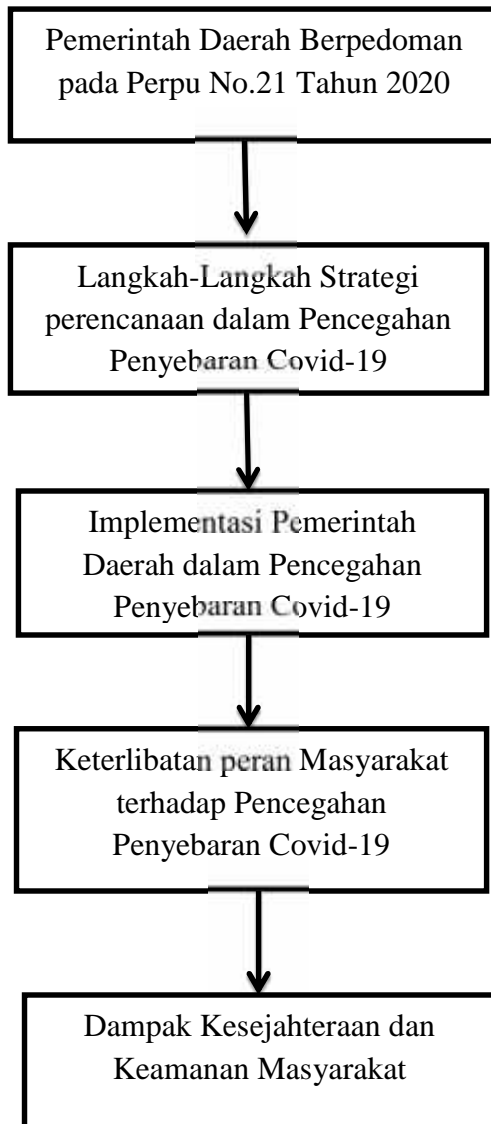 Pemerintah Daerah Berpedoman
pada Perpu No.21 Tahun 2020
Langkah-Langkah Strategi
perencanaan dalam Pencegahan
Penyebaran Covid-19
Implementasi Pemerintah
Daerah dalam Pencegahan
Penyebaran Covid-19
Keterlibatan peran Masyarakat
terhadap Pencegahan
Penyebaran Covid-19
Dampak Kesejahteraan dan
Keamanan Masyarakat